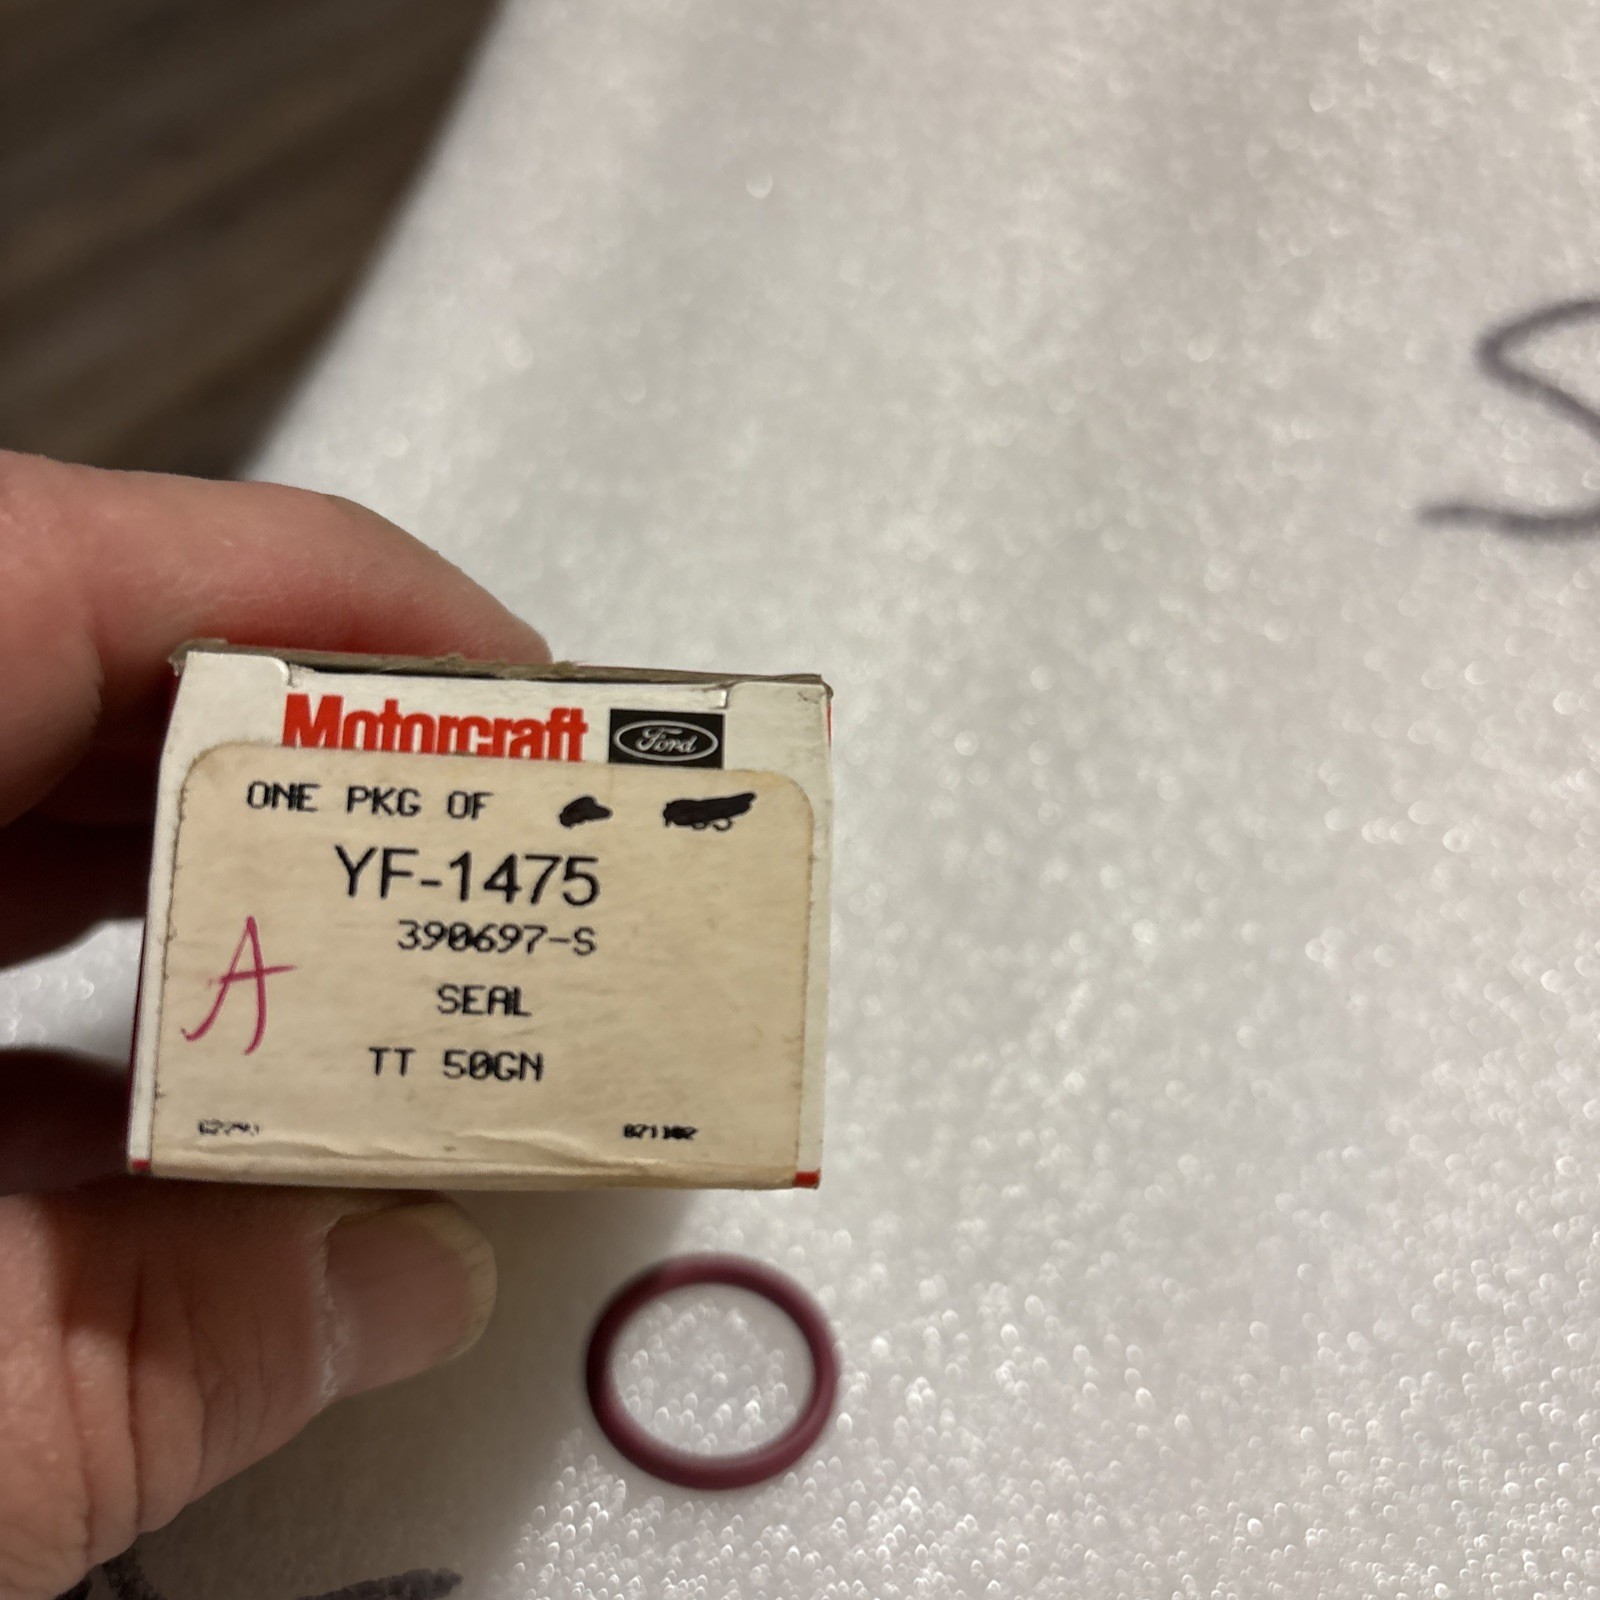 Motorcraft Ford
ONE PKG OF
YF-1475
390697-S
A
SEAL
TT 50GN
S